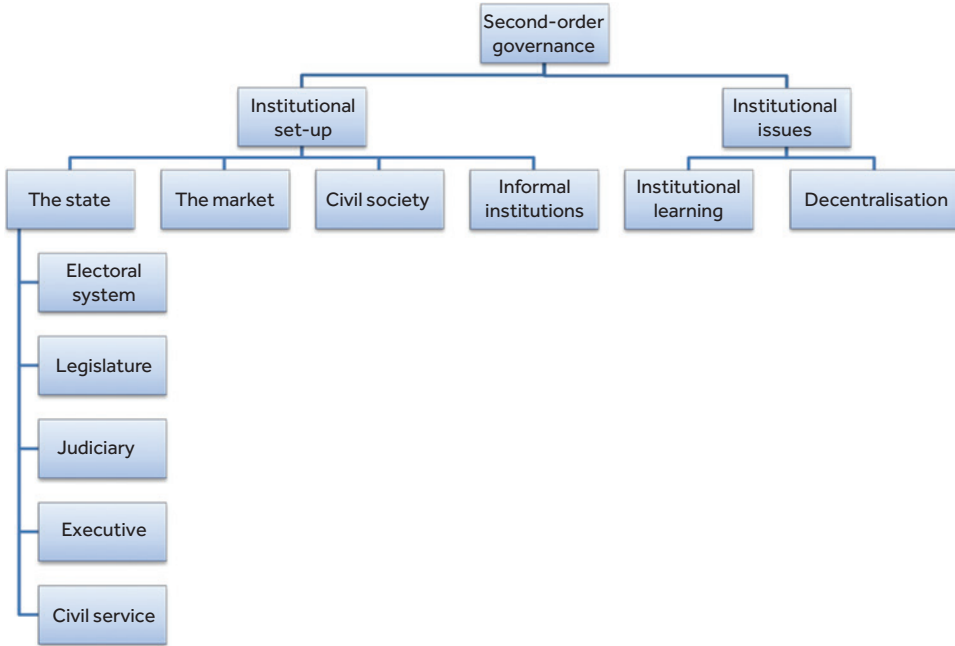 Second-order
governance
Institutional
set-up
Institutional
issues
The state
The market
Civil society
Informal
institutions
Institutional
learning
Decentralisation
Electoral
system
Legislature
Judiciary
Executive
Civil service